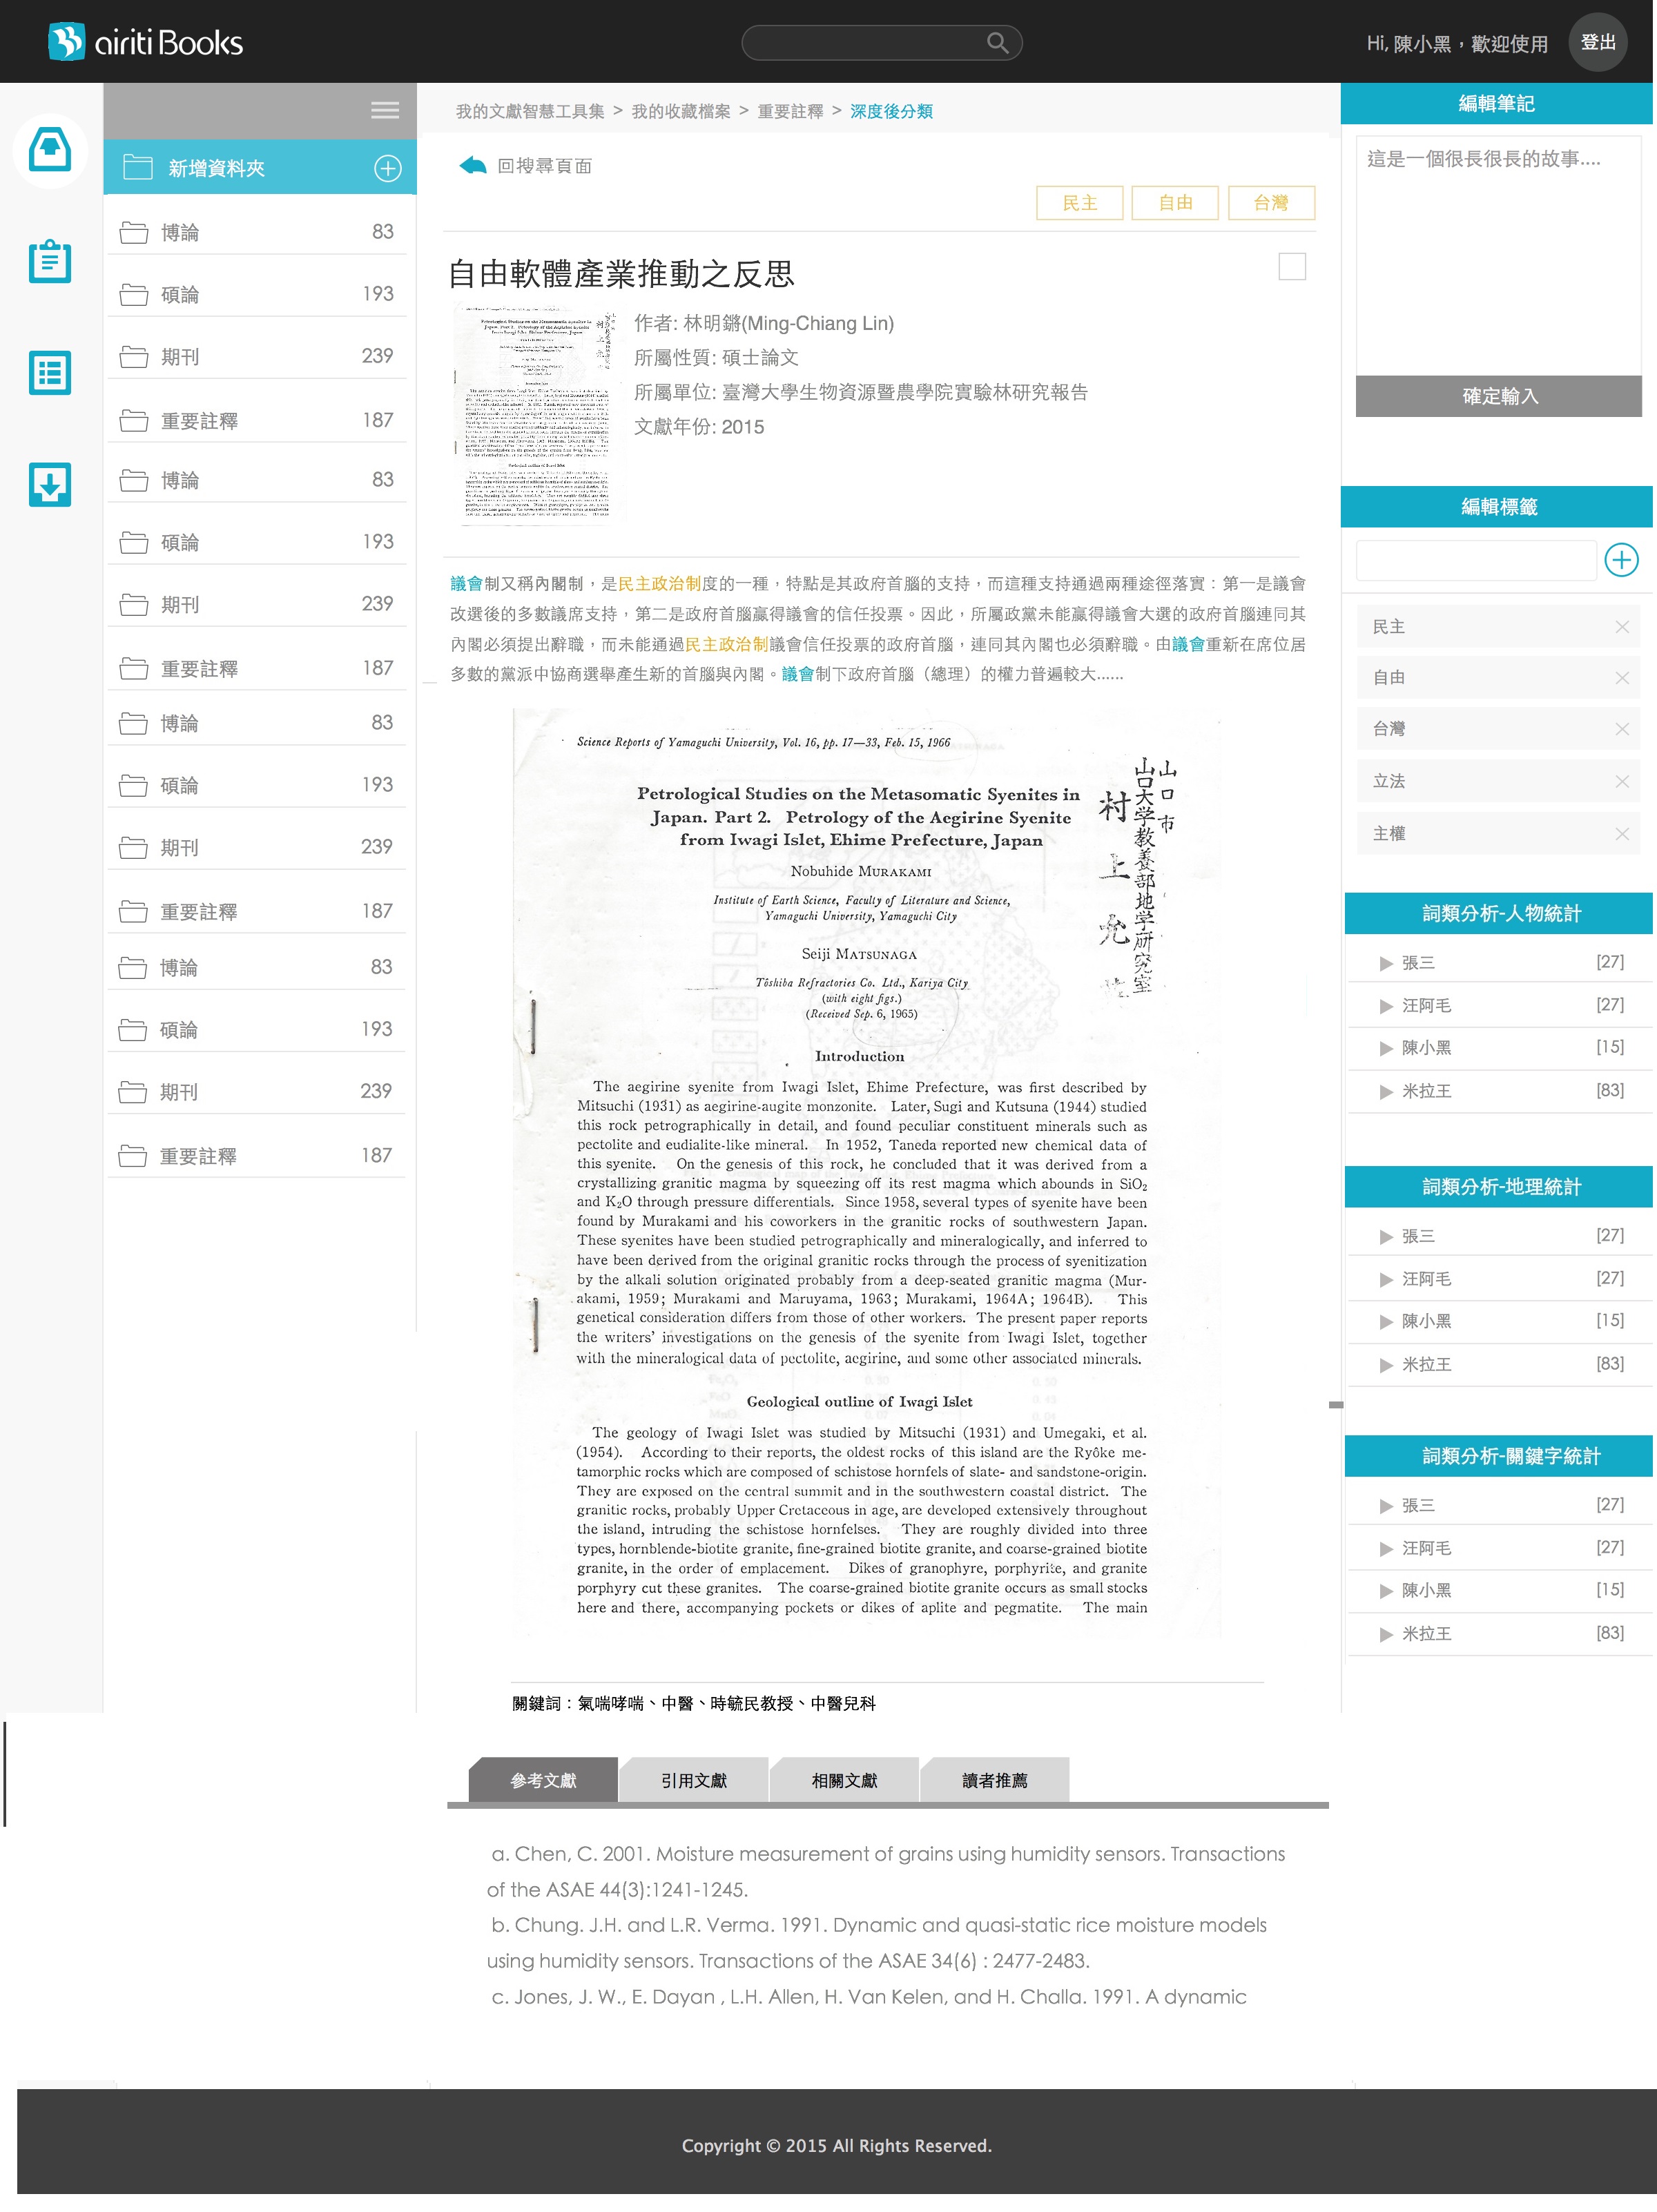 airiti Books
Hi, 陳小黑，歡迎使用
登出
我的文獻智慧工具集 > 我的收藏檔案 > 重要註釋 > 深度後分類
回搜尋頁面
民主
自由
台灣
新增資料夾
博論 83
碩論 193
期刊 239
重要註釋 187
博論 83
碩論 193
期刊 239
重要註釋 187
博論 83
碩論 193
期刊 239
重要註釋 187
博論 83
碩論 193
期刊 239
重要註釋 187
自由軟體產業推動之反思
作者: 林明鏘(Ming-Chiang Lin)
所屬性質: 碩士論文
所屬單位: 臺灣大學生物資源暨農學院實驗林研究報告
文獻年份: 2015
議會制又稱內閣制，是民主政治制度的一種，特點是其政府首腦的支持，而這種支持通過兩種途徑落實：第一是議會
改選後的多數議席支持，第二是政府首腦贏得議會的信任投票。因此，所屬政黨未能贏得議會大選的政府首腦連同其
內閣必須提出辭職，而未能通過民主政治制議會信任投票的政府首腦，連同其內閣也必須辭職。由議會重新在席位居
多數的黨派中協商選舉產生新的首腦與內閣。議會制下政府首腦（總理）的權力普遍較大......
Science Reports of Yamaguchi University, Vol. 16, pp. 17—33, Feb. 15, 1966
Petrological Studies on the Metasomatic Syenites in
Japan. Part 2. Petrology of the Aegirine Syenite
from Iwagi Islet, Ehime Prefecture, Japan
山口市
山口大学教養部地学研究室
村上允
Nobuhide MURAKAMI
Institute of Earth Science, Faculty of Literature and Science,
Yamaguchi University, Yamaguchi City
Seiji MATSUNAGA
Tôshiba Refractories Co. Ltd., Kariya City
(with eight figs.)
(Received Sep. 6, 1965)
Introduction
The aegirine syenite from Iwagi Islet, Ehime Prefecture, was first described by
Mitsuchi (1931) as aegirine-augite monzonite. Later, Sugi and Kutsuna (1944) studied
this rock petrographically in detail, and found peculiar constituent minerals such as
pectolite and eudialite-like mineral. In 1952, Taneda reported new chemical data of
this syenite. On the genesis of this rock, he concluded that it was derived from a
crystallizing granitic magma by squeezing off its rest magma which abounds in SiO₂
and K₂O through pressure differentials. Since 1958, several types of syenite have been
found by Murakami and his coworkers in the granitic rocks of southwestern Japan.
These syenites have been studied petrographically and mineralogically, and inferred to
have been derived from the original granitic rocks through the process of syenitization
by the alkali solution originated probably from a deep-seated granitic magma (Mur-
akami, 1959; Murakami and Maruyama, 1963; Murakami, 1964A; 1964B). This
genetical consideration differs from those of other workers. The present paper reports
the writers' investigations on the genesis of the syenite from Iwagi Islet, together
with the mineralogical data of pectolite, aegirine, and some other associated minerals.
Geological outline of Iwagi Islet
The geology of Iwagi Islet was studied by Mitsuchi (1931) and Umegaki, et al.
(1954). According to their reports, the oldest rocks of this island are the Ryôke me-
tamorphic rocks which are composed of schistose hornfels of slate- and sandstone-origin.
They are exposed on the central summit and in the southwestern coastal district. The
granitic rocks, probably Upper Cretaceous in age, are developed extensively throughout
the island, intruding the schistose hornfelses. They are roughly divided into three
types, hornblende-biotite granite, fine-grained biotite granite, and coarse-grained biotite
granite, in the order of emplacement. Dikes of granophyre, porphyrite, and granite
porphyry cut these granites. The coarse-grained biotite granite occurs as small stocks
here and there, accompanying pockets or dikes of aplite and pegmatite. The main
關鍵詞：氣喘哮喘、中醫、時毓民教授、中醫兒科
參考文獻
引用文獻
相關文獻
讀者推薦
a. Chen, C. 2001. Moisture measurement of grains using humidity sensors. Transactions
of the ASAE 44(3):1241-1245.
b. Chung. J.H. and L.R. Verma. 1991. Dynamic and quasi-static rice moisture models
using humidity sensors. Transactions of the ASAE 34(6) : 2477-2483.
c. Jones, J. W., E. Dayan , L.H. Allen, H. Van Kelen, and H. Challa. 1991. A dynamic
編輯筆記
這是一個很長很長的故事....
確定輸入
編輯標籤
民主
自由
台灣
立法
主權
詞類分析-人物統計
張三 [27]
汪阿毛 [27]
陳小黑 [15]
米拉王 [83]
詞類分析-地理統計
張三 [27]
汪阿毛 [27]
陳小黑 [15]
米拉王 [83]
詞類分析-關鍵字統計
張三 [27]
汪阿毛 [27]
陳小黑 [15]
米拉王 [83]
Copyright © 2015 All Rights Reserved.